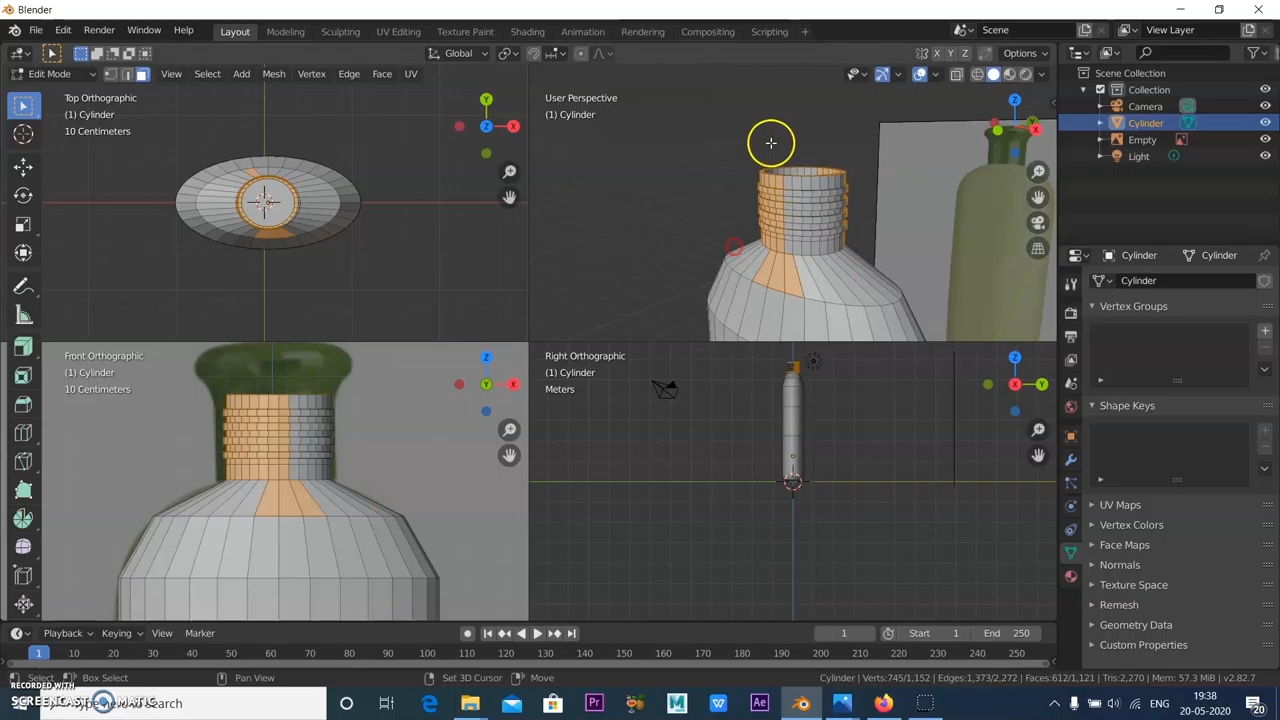 Blender
File Edit Render Window Help
Layout Modeling Sculpting UV Editing Texture Paint Shading Animation Rendering Compositing Scripting +
Scene
View Layer
Global
X Y Z
Options
Edit Mode View Select Add Mesh Vertex Edge Face UV
Scene Collection
Collection
Camera
Cylinder
Empty
Light
Top Orthographic
(1) Cylinder
10 Centimeters
Y
Z
X
User Perspective
(1) Cylinder
Z
Y
X
Front Orthographic
(1) Cylinder
10 Centimeters
Z
Y
X
Right Orthographic
(1) Cylinder
Meters
Z
X
Y
Cylinder Cylinder
Cylinder
Vertex Groups
Shape Keys
UV Maps
Vertex Colors
Face Maps
Normals
Texture Space
Remesh
Geometry Data
Custom Properties
Playback Keying View Marker
1
Start 1
End 250
1 10 20 30 40 50 60 70 80 90 100 110 120 130 140 150 160 170 180 190 200 210 220 230 240 250
Select Box Select Pan View Set 3D Cursor Move
Cylinder | Verts:745/1,152 | Edges:1,373/2,272 | Faces:612/1,121 | Tris:2,270 | Mem: 57.3 MiB | v2.82.7
RECORDED WITH
SCREENCAST MATIC
here to search
Pr
Ae
ENG
19:38
20-05-2020
20